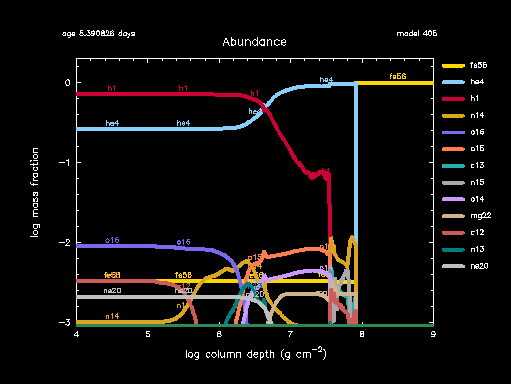 age 5.390826 days
model 405
Abundance
fe56
he4
h1
n14
o16
o15
c13
n15
o14
mg22
c12
n13
ne20
h1 h1 h1 he4 fe56
he4 he4 he4
o16 o16
fe56 fe56
ne20 ne20
n14
0
−1
−2
−3
4 5 6 7 8 9
log mass fraction
log column depth (g cm−2)